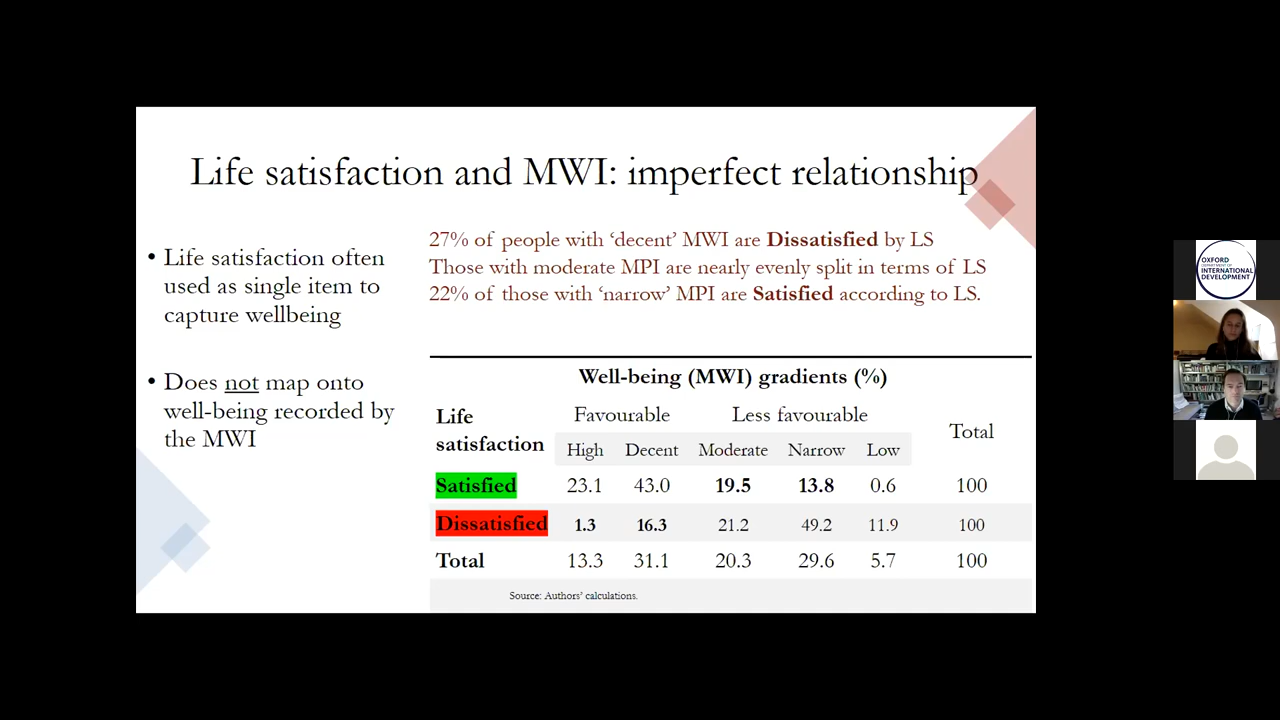 Life satisfaction and MWI: imperfect relationship
• Life satisfaction often
used as single item to
capture wellbeing
• Does not map onto
well-being recorded by
the MWI
27% of people with ‘decent’ MWI are Dissatisfied by LS
Those with moderate MPI are nearly evenly split in terms of LS
22% of those with ‘narrow’ MPI are Satisfied according to LS.
Well-being (MWI) gradients (%)
Life satisfaction Favourable Less favourable Total
High Decent Moderate Narrow Low
Satisfied 23.1 43.0 19.5 13.8 0.6 100
Dissatisfied 1.3 16.3 21.2 49.2 11.9 100
Total 13.3 31.1 20.3 29.6 5.7 100
Source: Authors’ calculations.
OXFORD
DEPARTMENT OF
INTERNATIONAL
DEVELOPMENT